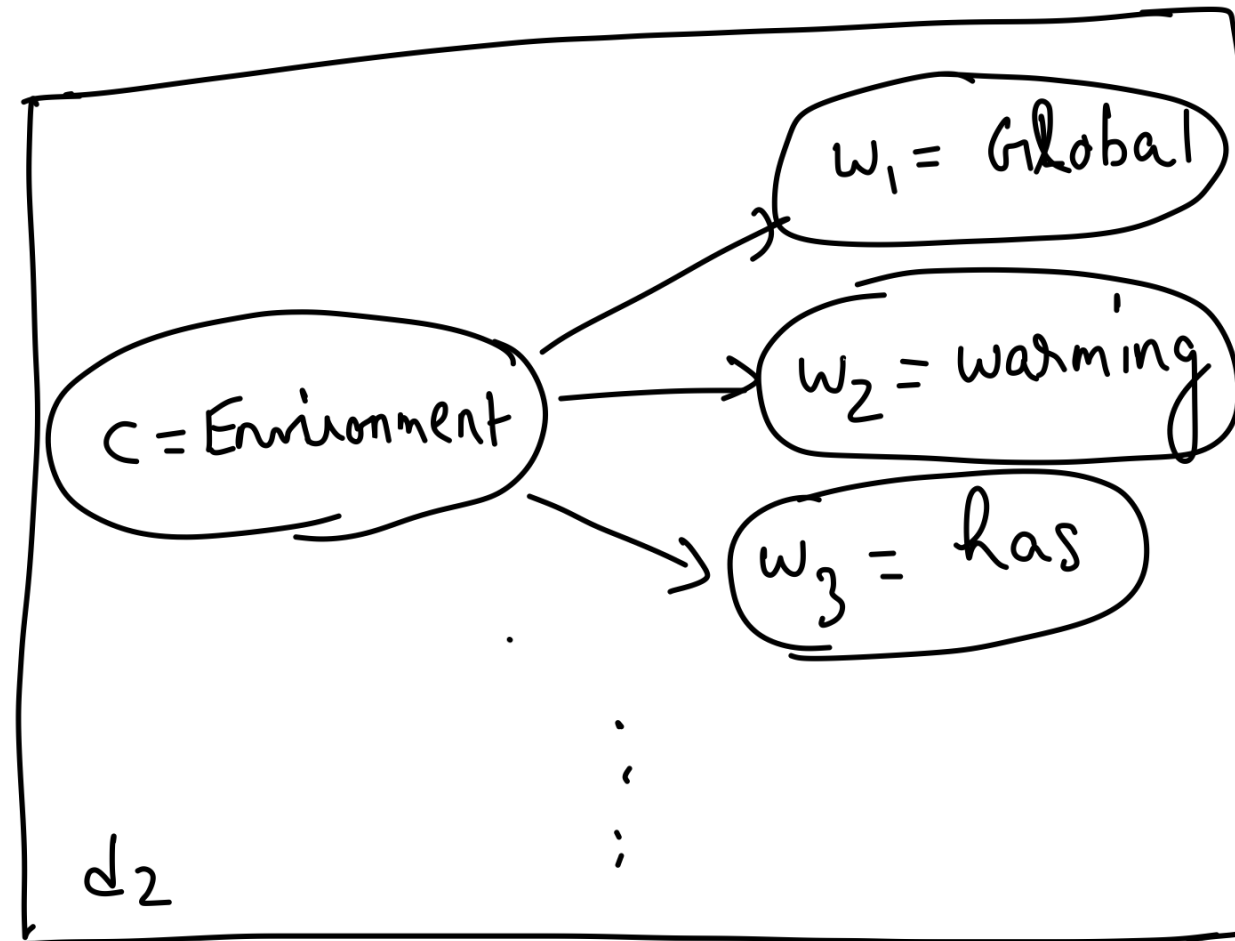 w₁ = Global
w₂ = warming
c = Environment
w₃ = has
d₂